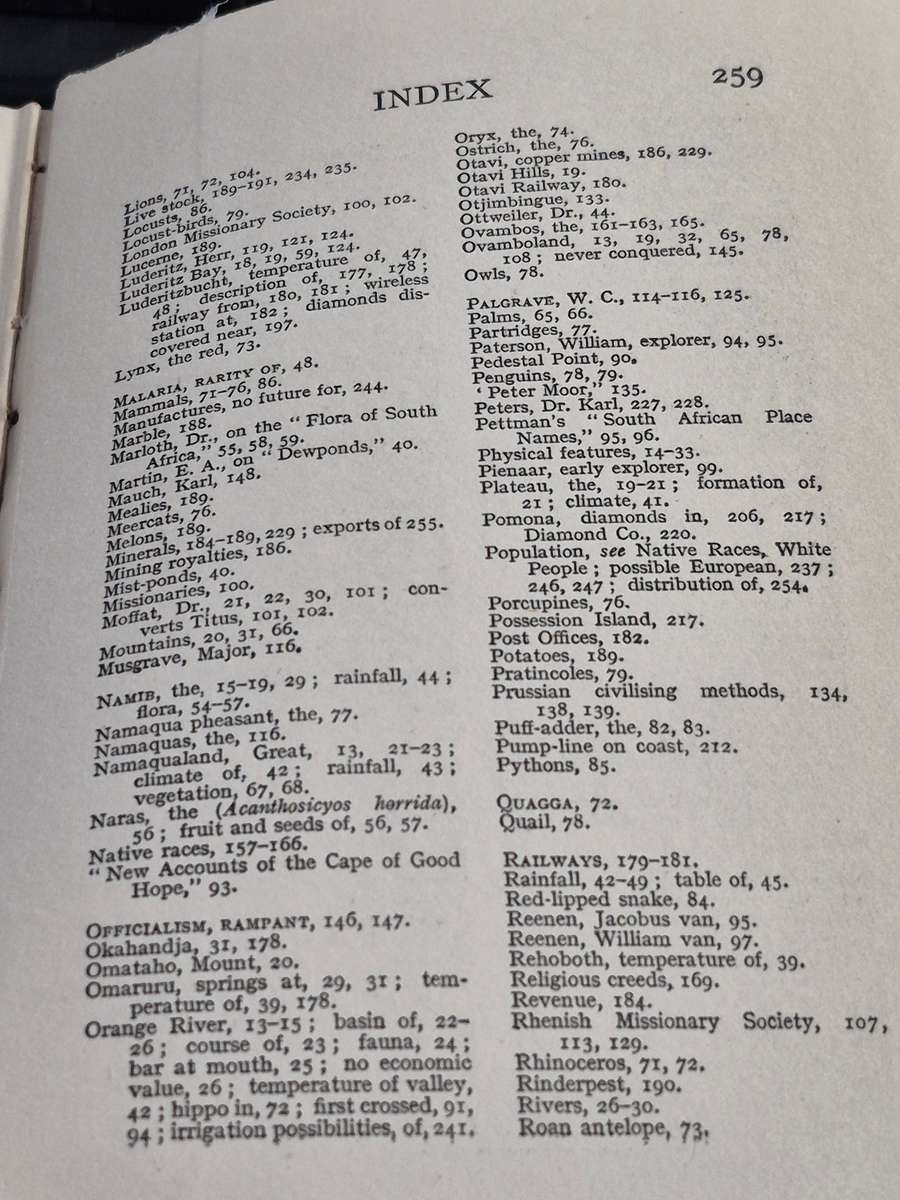 INDEX
259
Lions, 71, 72, 104.
Live stock, 189–191, 234, 235.
Locusts, 86.
Locust-birds, 79.
London Missionary Society, 100, 102.
Lucerne, 189.
Luderitz, Herr, 119, 121, 124.
Luderitz Bay, 18, 19, 59, 124.
Luderitzbucht, temperature of, 47,
48; description of, 177, 178;
railway from, 180, 181; wireless
station at, 182; diamonds dis-
covered near, 197.
Lynx, the red, 73.
MALARIA, RARITY OF, 48.
Mammals, 71–76, 86.
Manufactures, no future for, 244.
Marble, 188.
Marloth, Dr., on the "Flora of South
Africa," 55, 58, 59.
Martin, E. A., on "Dewponds," 40.
Mauch, Karl, 148.
Mealies, 189.
Meercats, 76.
Melons, 189.
Minerals, 184–189, 229; exports of 255.
Mining royalties, 186.
Mist-ponds, 40.
Missionaries, 100.
Moffat, Dr., 21, 22, 30, 101; con-
verts Titus, 101, 102.
Mountains, 20, 31, 66.
Musgrave, Major, 116.
NAMIB, the, 15–19, 29; rainfall, 44;
flora, 54–57.
Namaqua pheasant, the, 77.
Namaquas, the, 116.
Namaqualand, Great, 13, 21–23;
climate of, 42; rainfall, 43;
vegetation, 67, 68.
Naras, the (Acanthosicyos horrida),
56; fruit and seeds of, 56, 57.
Native races, 157–166.
"New Accounts of the Cape of Good
Hope," 93.
OFFICIALISM, RAMPANT, 146, 147.
Okahandja, 31, 178.
Omataho, Mount, 20.
Omaruru, springs at, 29, 31; tem-
perature of, 39, 178.
Orange River, 13–15; basin of, 22–
26; course of, 23; fauna, 24;
bar at mouth, 25; no economic
value, 26; temperature of valley,
42; hippo in, 72; first crossed, 91,
94; irrigation possibilities, of, 241.
Oryx, the, 74.
Ostrich, the, 76.
Otavi, copper mines, 186, 229.
Otavi Hills, 19.
Otavi Railway, 180.
Otjimbingue, 133.
Ottweiler, Dr., 44.
Ovambos, the, 161–163, 165.
Ovamboland, 13, 19, 32, 65, 78,
108; never conquered, 145.
Owls, 78.
PALGRAVE, W. C., 114–116, 125.
Palms, 65, 66.
Partridges, 77.
Paterson, William, explorer, 94, 95.
Pedestal Point, 90.
Penguins, 78, 79.
'Peter Moor,' 135.
Peters, Dr. Karl, 227, 228.
Pettman's "South African Place
Names," 95, 96.
Physical features, 14–33.
Pienaar, early explorer, 99.
Plateau, the, 19–21; formation of,
21; climate, 41.
Pomona, diamonds in, 206, 217;
Diamond Co., 220.
Population, see Native Races, White
People; possible European, 237;
246, 247; distribution of, 254.
Porcupines, 76.
Possession Island, 217.
Post Offices, 182.
Potatoes, 189.
Pratincoles, 79.
Prussian civilising methods, 134,
138, 139.
Puff-adder, the, 82, 83.
Pump-line on coast, 212.
Pythons, 85.
QUAGGA, 72.
Quail, 78.
RAILWAYS, 179–181.
Rainfall, 42–49; table of, 45.
Red-lipped snake, 84.
Reenen, Jacobus van, 95.
Reenen, William van, 97.
Rehoboth, temperature of, 39.
Religious creeds, 169.
Revenue, 184.
Rhenish Missionary Society, 107,
113, 129.
Rhinoceros, 71, 72.
Rinderpest, 190.
Rivers, 26–30.
Roan antelope, 73.